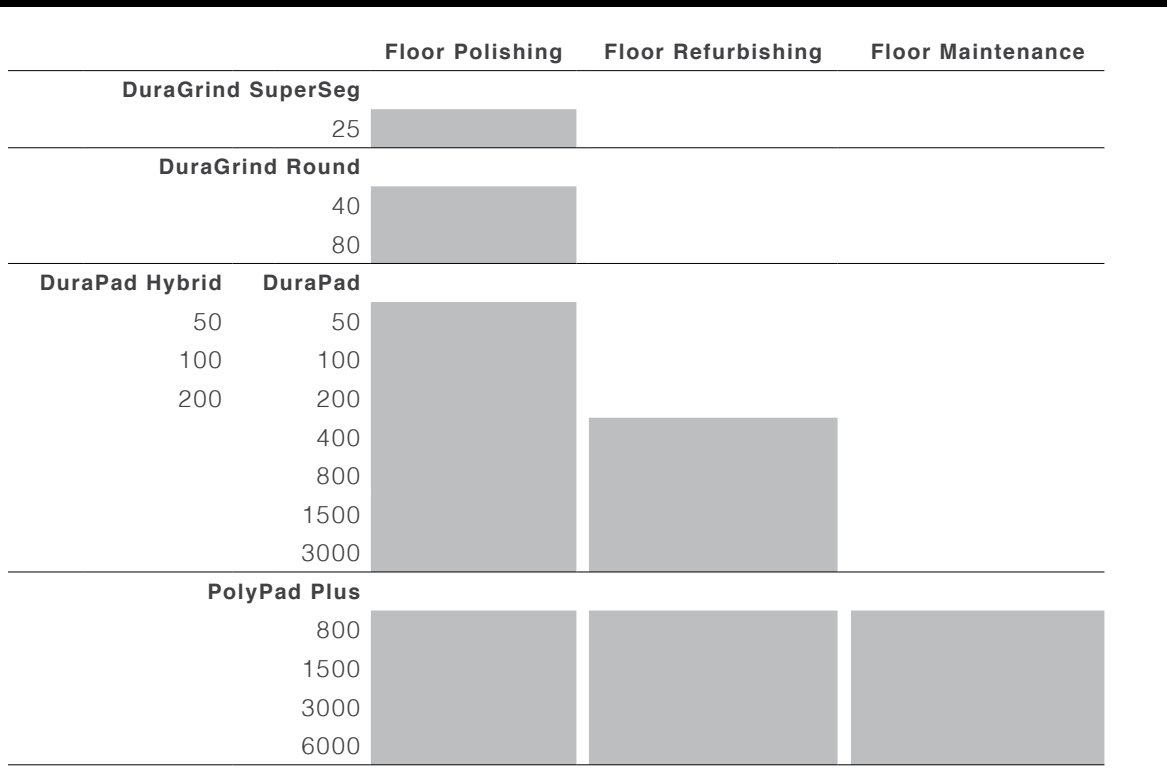 Floor Polishing Floor Refurbishing Floor Maintenance
DuraGrind SuperSeg
25
DuraGrind Round
40
80
DuraPad Hybrid DuraPad
50 50
100 100
200 200
400
800
1500
3000
PolyPad Plus
800
1500
3000
6000